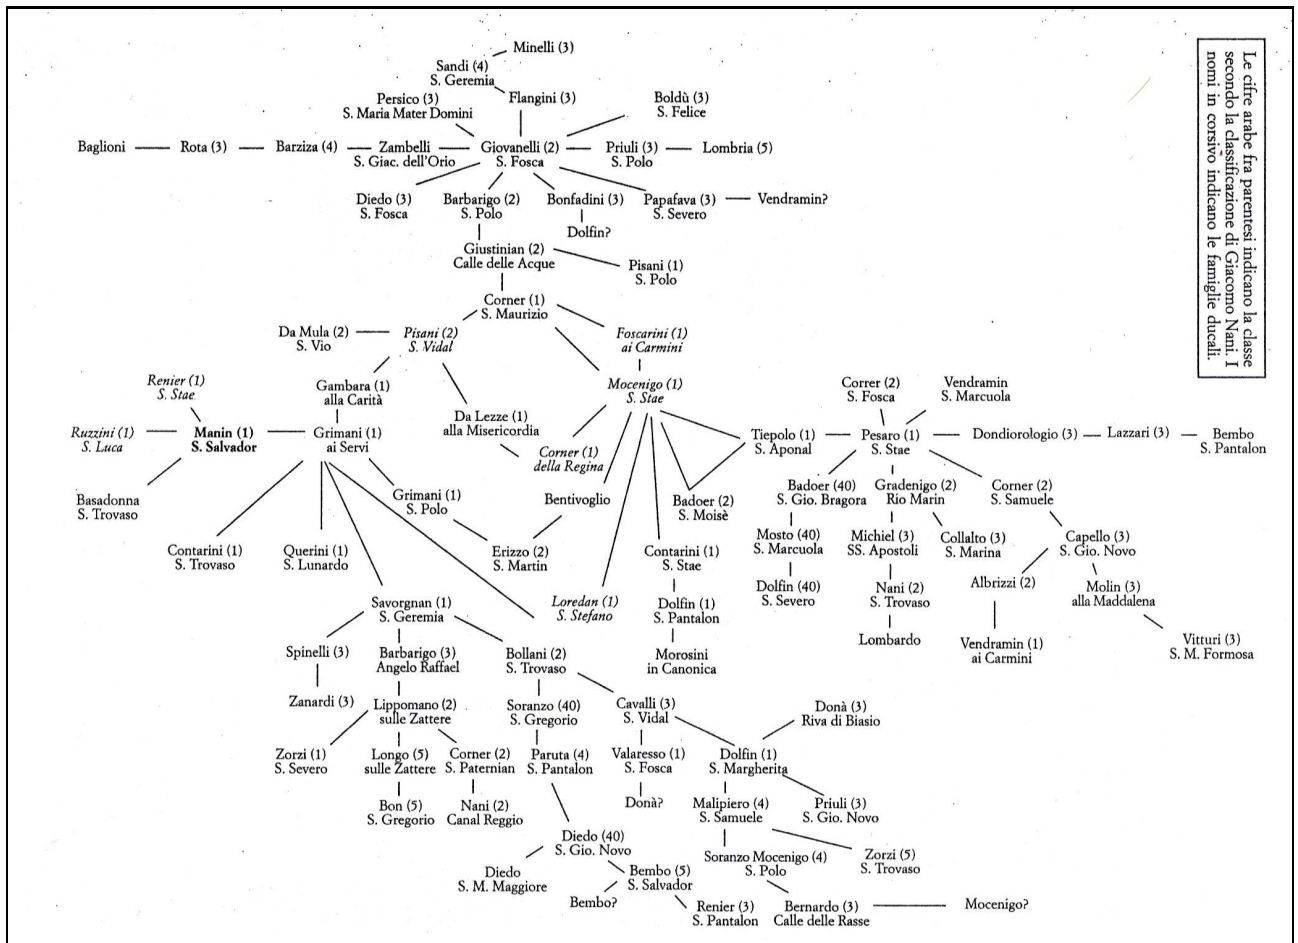 Le cifre arabe fra parentesi indicano la classe
secondo la classificazione di Giacomo Nani. I
nomi in corsivo indicano le famiglie ducali.
Minelli (3)
Sandi (4)
S. Geremia
Persico (3)
S. Maria Mater Domini
Flangini (3)
Boldù (3)
S. Felice
Baglioni
Rota (3)
Barziza (4)
Zambelli
S. Giac. dell'Orio
Giovanelli (2)
S. Fosca
Priuli (3)
S. Polo
Lombria (5)
Diedo (3)
S. Fosca
Barbarigo (2)
S. Polo
Bonfadini (3)
Dolfin?
Papafava (3)
S. Severo
Vendramin?
Giustinian (2)
Calle delle Acque
Pisani (1)
S. Polo
Corner (1)
S. Maurizio
Da Mula (2)
S. Vio
Pisani (2)
S. Vidal
Foscarini (1)
ai Carmini
Renier (1)
S. Stae
Gambara (1)
alla Carità
Mocenigo (1)
S. Stae
Correr (2)
S. Fosca
Vendramin
S. Marcuola
Da Lezze (1)
alla Misericordia
Ruzzini (1)
S. Luca
Manin (1)
S. Salvador
Grimani (1)
ai Servi
Corner (1)
della Regina
Tiepolo (1)
S. Aponal
Pesaro (1)
S. Stae
Dondiorologio (3)
Lazzari (3)
Bembo
S. Pantalon
Basadonna
S. Trovaso
Grimani (1)
S. Polo
Bentivoglio
Badoer (2)
S. Moisè
Badoer (40)
S. Gio. Bragora
Gradenigo (2)
Rio Marin
Corner (2)
S. Samuele
Contarini (1)
S. Trovaso
Querini (1)
S. Lunardo
Erizzo (2)
S. Martin
Contarini (1)
S. Stae
Mosto (40)
S. Marcuola
Michiel (3)
SS. Apostoli
Collalto (3)
S. Marina
Capello (3)
S. Gio. Novo
Savorgnan (1)
S. Geremia
Loredan (1)
S. Stefano
Dolfin (1)
S. Pantalon
Dolfin (40)
S. Severo
Nani (2)
S. Trovaso
Albrizzi (2)
Molin (3)
alla Maddalena
Spinelli (3)
Barbarigo (3)
Angelo Raffael
Bollani (2)
S. Trovaso
Morosini
in Canonica
Lombardo
Vendramin (1)
ai Carmini
Vitturi (3)
S. M. Formosa
Zanardi (3)
Lippomano (2)
sulle Zattere
Soranzo (40)
S. Gregorio
Cavalli (3)
S. Vidal
Donà (3)
Riva di Biasio
Zorzi (1)
S. Severo
Longo (5)
sulle Zattere
Corner (2)
S. Paternian
Paruta (4)
S. Pantalon
Valaresso (1)
S. Fosca
Dolfin (1)
S. Margherita
Bon (5)
S. Gregorio
Nani (2)
Canal Reggio
Donà?
Malipiero (4)
S. Samuele
Priuli (3)
S. Gio. Novo
Diedo (40)
S. Gio. Novo
Diedo
S. M. Maggiore
Bembo (5)
S. Salvador
Soranzo Mocenigo (4)
S. Polo
Zorzi (5)
S. Trovaso
Bembo?
Renier (3)
S. Pantalon
Bernardo (3)
Calle delle Rasse
Mocenigo?